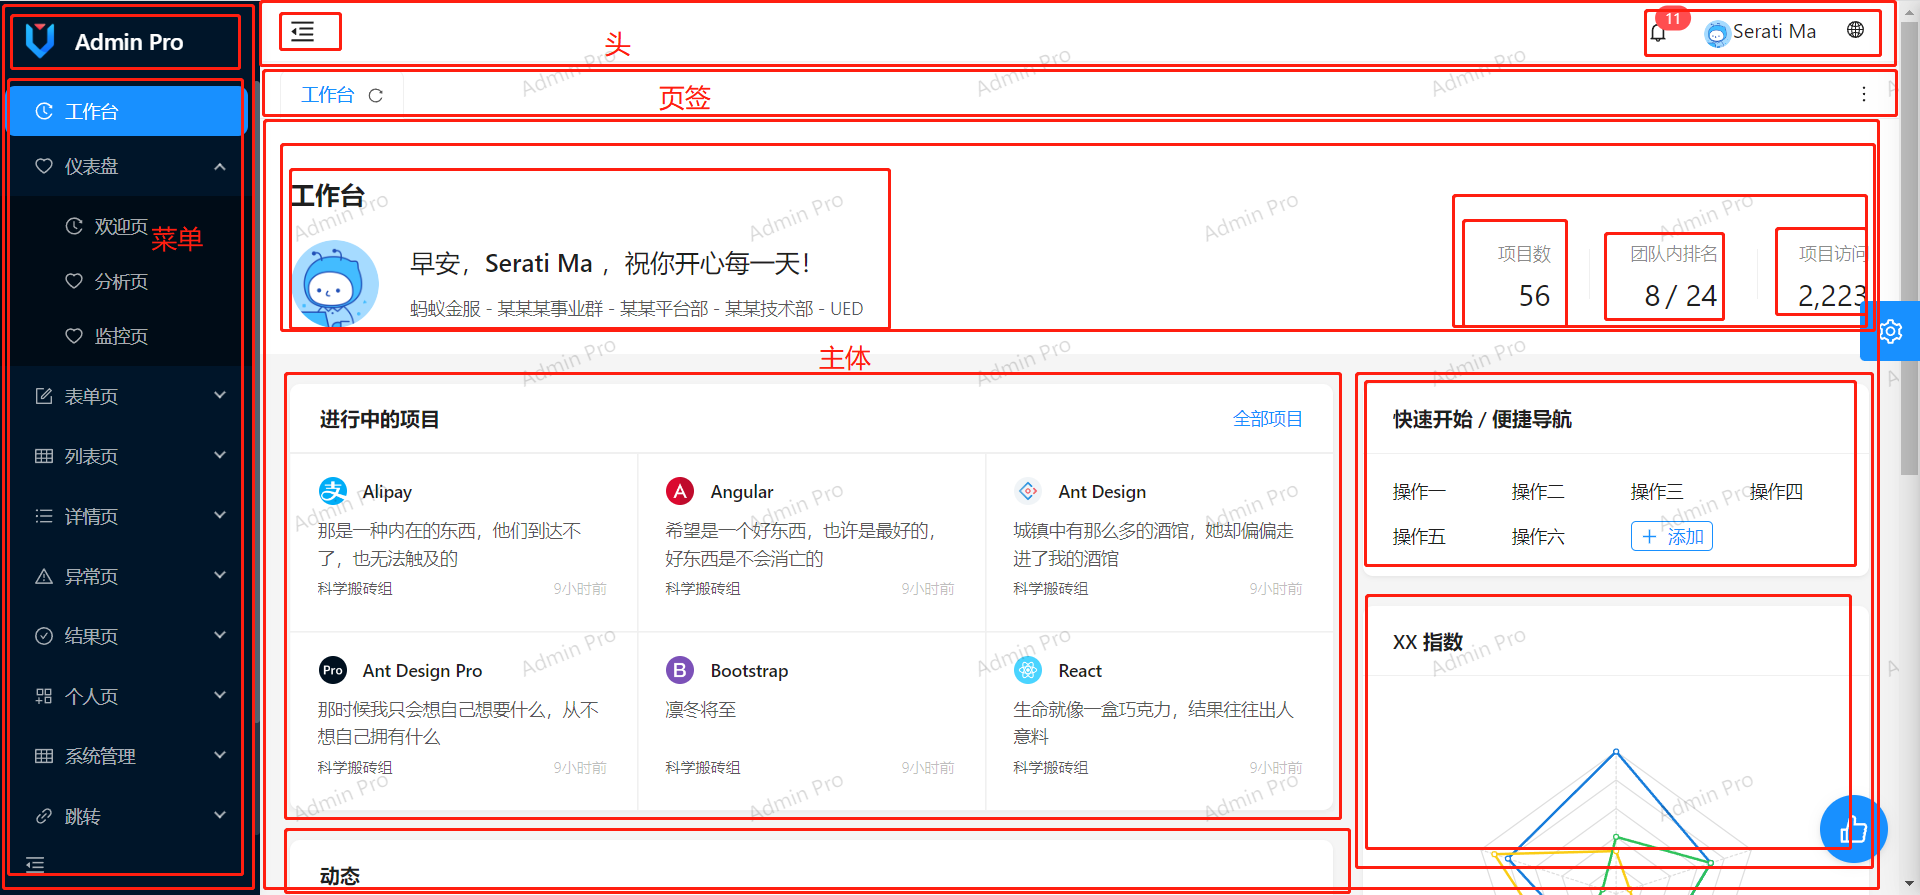 Admin Pro
工作台
仪表盘
欢迎页
菜单
分析页
监控页
表单页
列表页
详情页
异常页
结果页
个人页
系统管理
跳转
头
11
Serati Ma
工作台
页签
工作台
早安，Serati Ma ，祝你开心每一天！
蚂蚁金服 - 某某某事业群 - 某某平台部 - 某某技术部 - UED
项目数
56
团队内排名
8 / 24
项目访问
2,223
主体
进行中的项目
全部项目
Alipay
那是一种内在的东西，他们到达不
了，也无法触及的
科学搬砖组
9小时前
Angular
希望是一个好东西，也许是最好的，
好东西是不会消亡的
科学搬砖组
9小时前
Ant Design
城镇中有那么多的酒馆，她却偏偏走
进了我的酒馆
科学搬砖组
9小时前
Pro
Ant Design Pro
那时候我只会想自己想要什么，从不
想自己拥有什么
科学搬砖组
9小时前
Bootstrap
凛冬将至
科学搬砖组
9小时前
React
生命就像一盒巧克力，结果往往出人
意料
科学搬砖组
9小时前
动态
快速开始 / 便捷导航
操作一 操作二 操作三 操作四
操作五 操作六 添加
XX 指数
Admin Pro